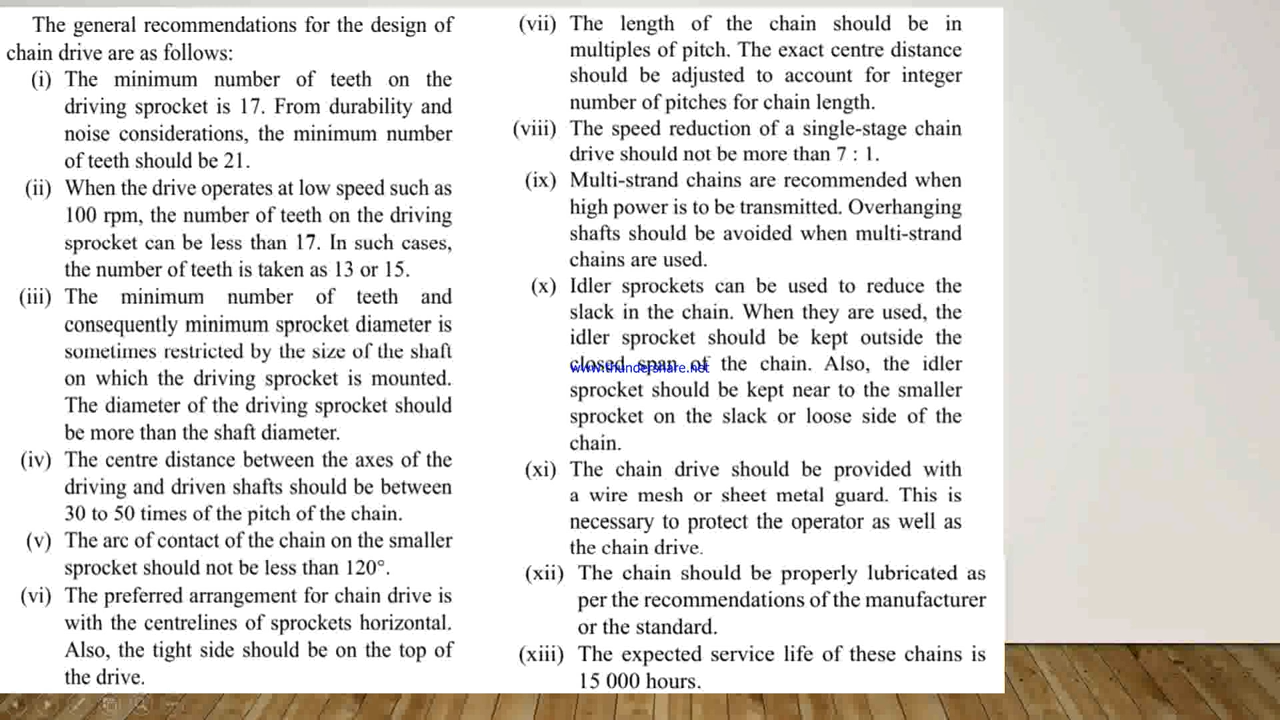 The general recommendations for the design of
chain drive are as follows:
(i) The minimum number of teeth on the
driving sprocket is 17. From durability and
noise considerations, the minimum number
of teeth should be 21.
(ii) When the drive operates at low speed such as
100 rpm, the number of teeth on the driving
sprocket can be less than 17. In such cases,
the number of teeth is taken as 13 or 15.
(iii) The minimum number of teeth and
consequently minimum sprocket diameter is
sometimes restricted by the size of the shaft
on which the driving sprocket is mounted.
The diameter of the driving sprocket should
be more than the shaft diameter.
(iv) The centre distance between the axes of the
driving and driven shafts should be between
30 to 50 times of the pitch of the chain.
(v) The arc of contact of the chain on the smaller
sprocket should not be less than 120°.
(vi) The preferred arrangement for chain drive is
with the centrelines of sprockets horizontal.
Also, the tight side should be on the top of
the drive.
(vii) The length of the chain should be in
multiples of pitch. The exact centre distance
should be adjusted to account for integer
number of pitches for chain length.
(viii) The speed reduction of a single-stage chain
drive should not be more than 7 : 1.
(ix) Multi-strand chains are recommended when
high power is to be transmitted. Overhanging
shafts should be avoided when multi-strand
chains are used.
(x) Idler sprockets can be used to reduce the
slack in the chain. When they are used, the
idler sprocket should be kept outside the
closed span of the chain. Also, the idler
www.thundershare.net
sprocket should be kept near to the smaller
sprocket on the slack or loose side of the
chain.
(xi) The chain drive should be provided with
a wire mesh or sheet metal guard. This is
necessary to protect the operator as well as
the chain drive.
(xii) The chain should be properly lubricated as
per the recommendations of the manufacturer
or the standard.
(xiii) The expected service life of these chains is
15 000 hours.